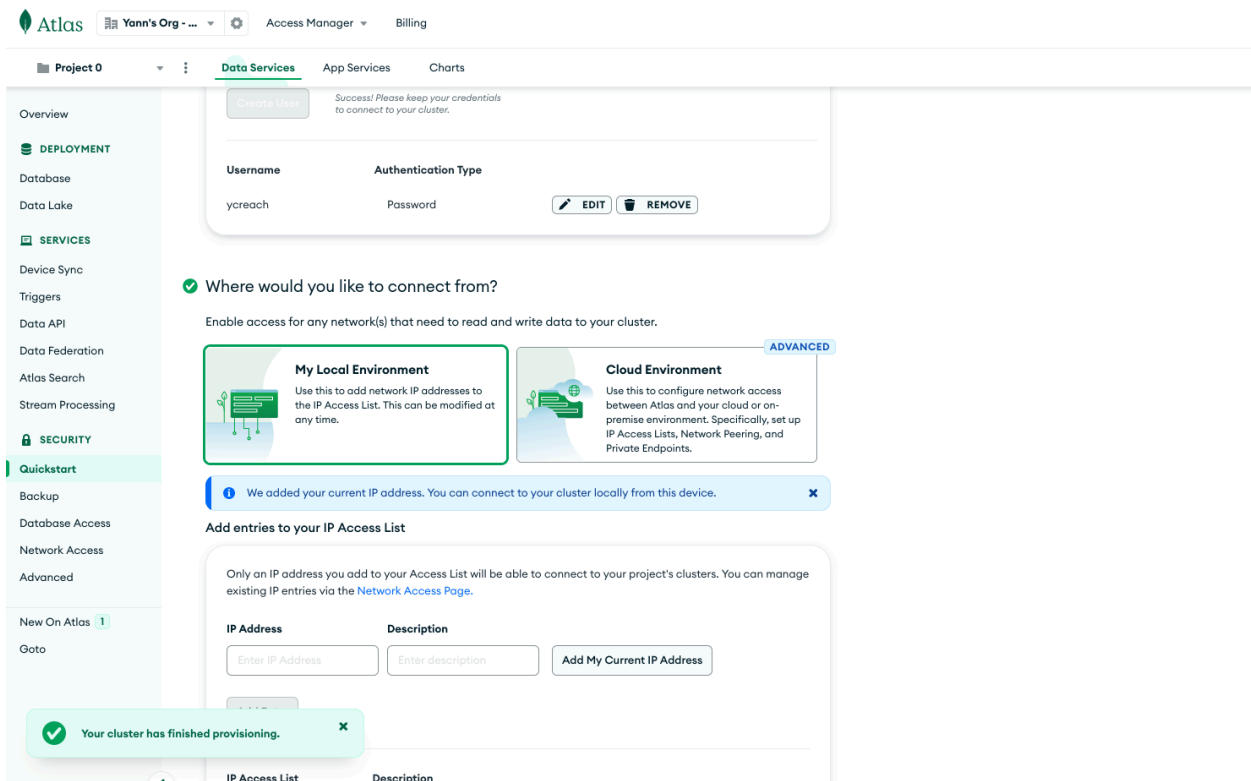 Atlas
Yann's Org - ...
Access Manager
Billing
Project 0
Data Services
App Services
Charts
Overview
DEPLOYMENT
Database
Data Lake
SERVICES
Device Sync
Triggers
Data API
Data Federation
Atlas Search
Stream Processing
SECURITY
Quickstart
Backup
Database Access
Network Access
Advanced
New On Atlas 1
Goto
Create User
Success! Please keep your credentials
to connect to your cluster.
Username
Authentication Type
ycreach
Password
EDIT
REMOVE
Where would you like to connect from?
Enable access for any network(s) that need to read and write data to your cluster.
My Local Environment
Use this to add network IP addresses to
the IP Access List. This can be modified at
any time.
ADVANCED
Cloud Environment
Use this to configure network access
between Atlas and your cloud or on-
premise environment. Specifically, set up
IP Access Lists, Network Peering, and
Private Endpoints.
We added your current IP address. You can connect to your cluster locally from this device.
Add entries to your IP Access List
Only an IP address you add to your Access List will be able to connect to your project's clusters. You can manage
existing IP entries via the Network Access Page.
IP Address
Description
Enter IP Address
Enter description
Add My Current IP Address
Your cluster has finished provisioning.
IP Access List
Description